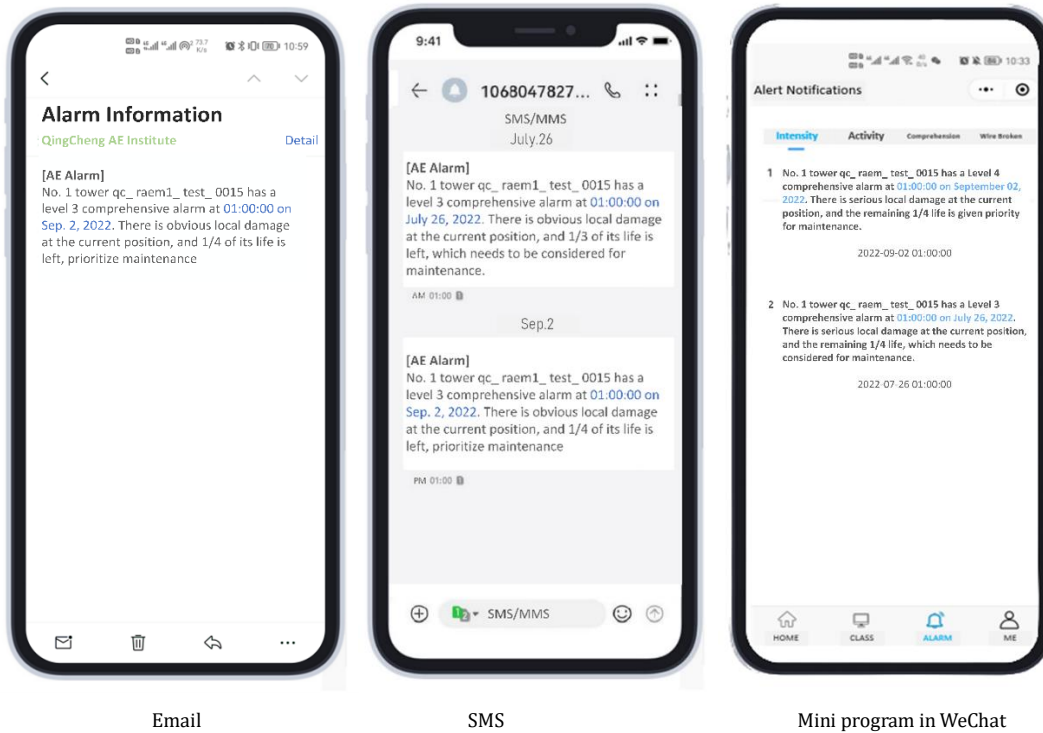 10:59
Alarm Information
QingCheng AE Institute
Detail
[AE Alarm]
No. 1 tower qc_ raem1_ test_ 0015 has a
level 3 comprehensive alarm at 01:00:00 on
Sep. 2, 2022. There is obvious local damage
at the current position, and 1/4 of its life is
left, prioritize maintenance
Email
9:41
1068047827...
SMS/MMS
July.26
[AE Alarm]
No. 1 tower qc_ raem1_ test_ 0015 has a
level 3 comprehensive alarm at 01:00:00 on
July 26, 2022. There is obvious local damage
at the current position, and 1/3 of its life is
left, which needs to be considered for
maintenance.
AM 01:00
Sep.2
[AE Alarm]
No. 1 tower qc_ raem1_ test_ 0015 has a
level 3 comprehensive alarm at 01:00:00 on
Sep. 2, 2022. There is obvious local damage
at the current position, and 1/4 of its life is
left, prioritize maintenance
PM 01:00
SMS/MMS
SMS
10:33
Alert Notifications
Intensity Activity Comprehension Wire Broken
1 No. 1 tower qc_ raem_ test_ 0015 has a Level 4
comprehensive alarm at 01:00:00 on September 02,
2022. There is serious local damage at the current
position, and the remaining 1/4 life is given priority
for maintenance.
2022-09-02 01:00:00
2 No. 1 tower qc_ raem_ test_ 0015 has a Level 3
comprehensive alarm at 01:00:00 on July 26, 2022.
There is serious local damage at the current position,
and the remaining 1/4 life, which needs to be
considered for maintenance.
2022-07-26 01:00:00
HOME CLASS ALARM ME
Mini program in WeChat